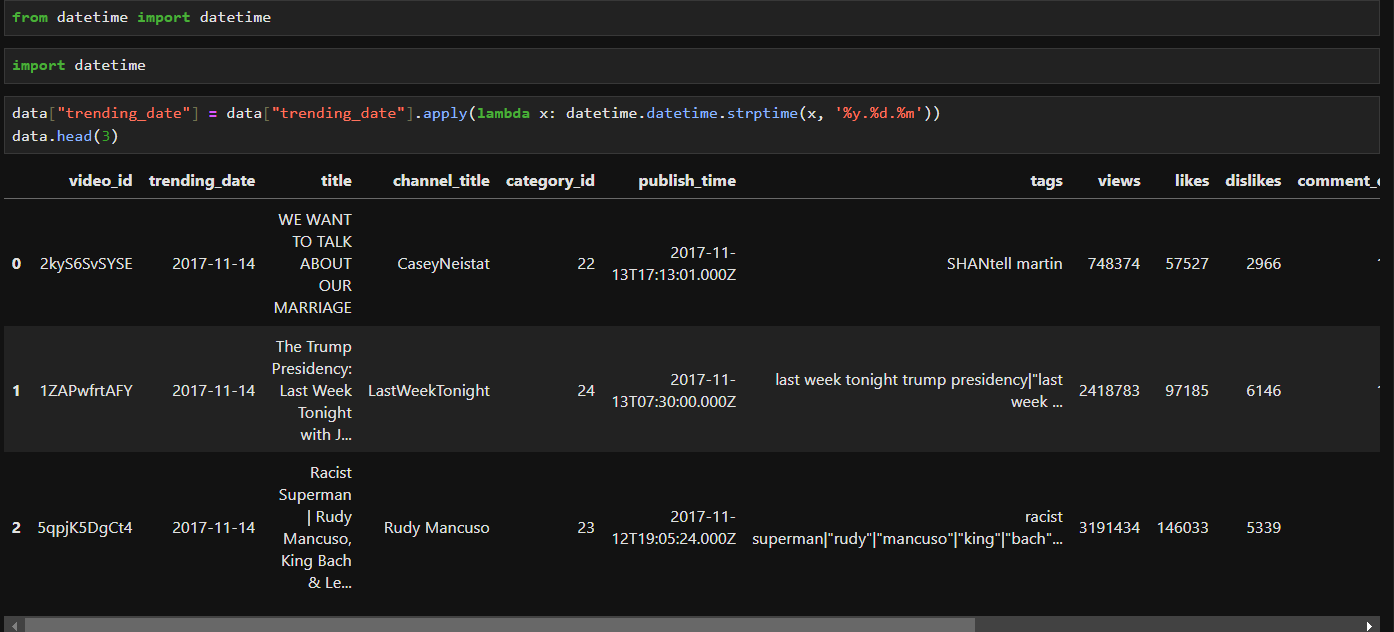 from datetime import datetime
import datetime
data["trending_date"] = data["trending_date"].apply(lambda x: datetime.datetime.strptime(x, '%y.%d.%m'))
data.head(3)
video_id trending_date title channel_title category_id publish_time tags views likes dislikes
0 2kyS6SvSYSE 2017-11-14 WE WANT
TO TALK
ABOUT
OUR
MARRIAGE CaseyNeistat 22 2017-11-
13T17:13:01.000Z SHANtell martin 748374 57527 2966
1 1ZAPwfrtAFY 2017-11-14 The Trump
Presidency:
Last Week
Tonight
with J... LastWeekTonight 24 2017-11-
13T07:30:00.000Z last week tonight trump presidency|"last
week ... 2418783 97185 6146
2 5qpjK5DgCt4 2017-11-14 Racist
Superman
| Rudy
Mancuso,
King Bach
& Le... Rudy Mancuso 23 2017-11-
12T19:05:24.000Z racist
superman|"rudy"|"mancuso"|"king"|"bach"... 3191434 146033 5339